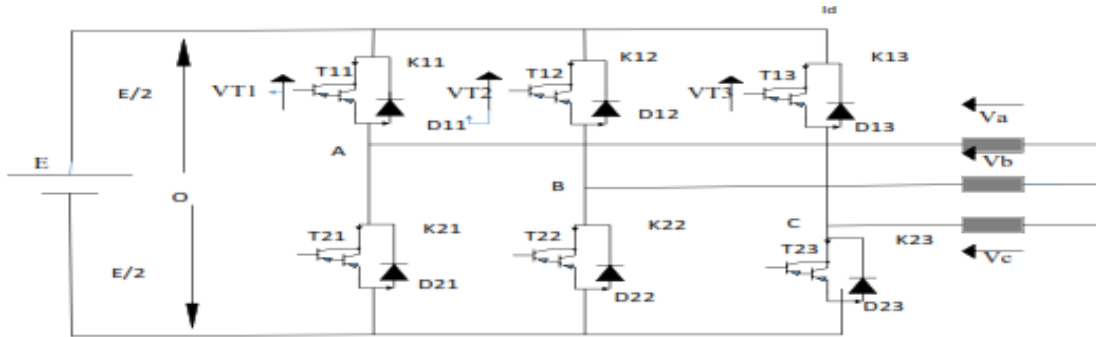 Id
K11
K12
K13
T11
T12
T13
E/2
VT1
VT2
VT3
D11
D12
D13
Va
A
E
Vb
B
O
C
K21
K22
K23
T21
T22
T23
Vc
E/2
D21
D22
D23